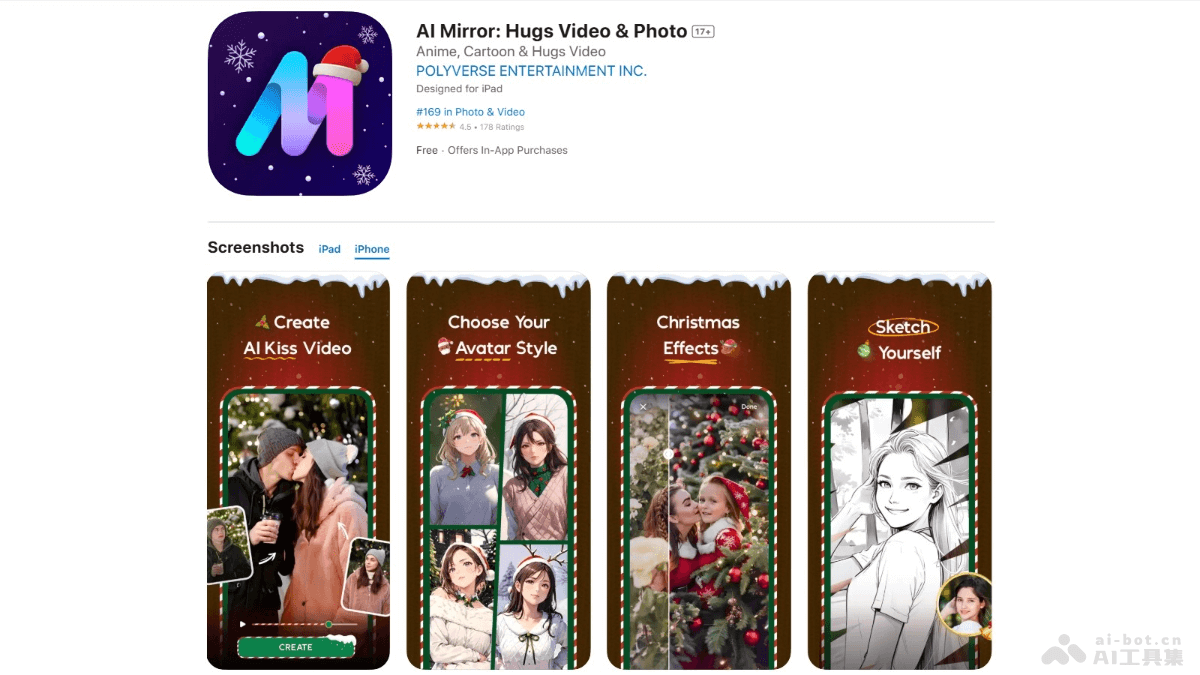 AI Mirror: Hugs Video & Photo 17+
Anime, Cartoon & Hugs Video
POLYVERSE ENTERTAINMENT INC.
Designed for iPad
#169 in Photo & Video
4.5 • 178 Ratings
Free · Offers In-App Purchases
Screenshots iPad iPhone
Create
AI Kiss Video
CREATE
Choose Your
Avatar Style
Christmas
Effects
Done
Sketch
Yourself
ai-bot.cn
AI工具集